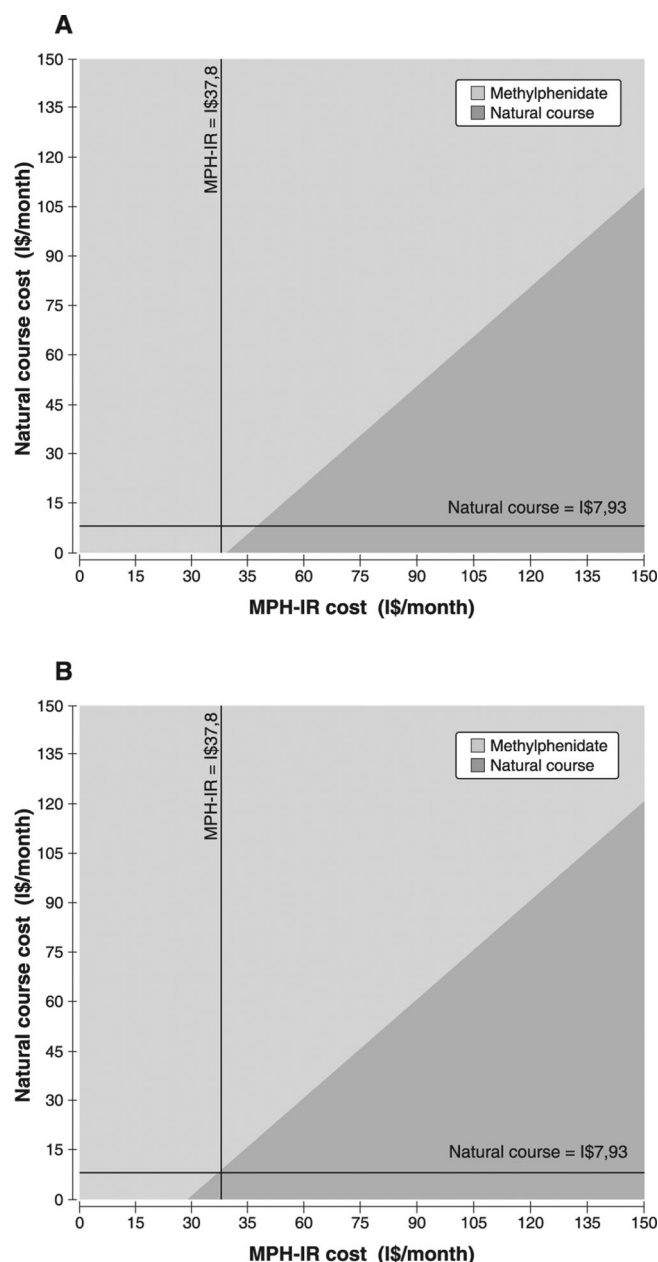 A
150
135
120
105
90
75
60
45
30
15
0
Natural course cost (I$/month)
MPH-IR = I$37,8
Methylphenidate
Natural course
Natural course = I$7,93
0 15 30 45 60 75 90 105 120 135 150
MPH-IR cost (I$/month)
B
150
135
120
105
90
75
60
45
30
15
0
Natural course cost (I$/month)
MPH-IR = I$37,8
Methylphenidate
Natural course
Natural course = I$7,93
0 15 30 45 60 75 90 105 120 135 150
MPH-IR cost (I$/month)